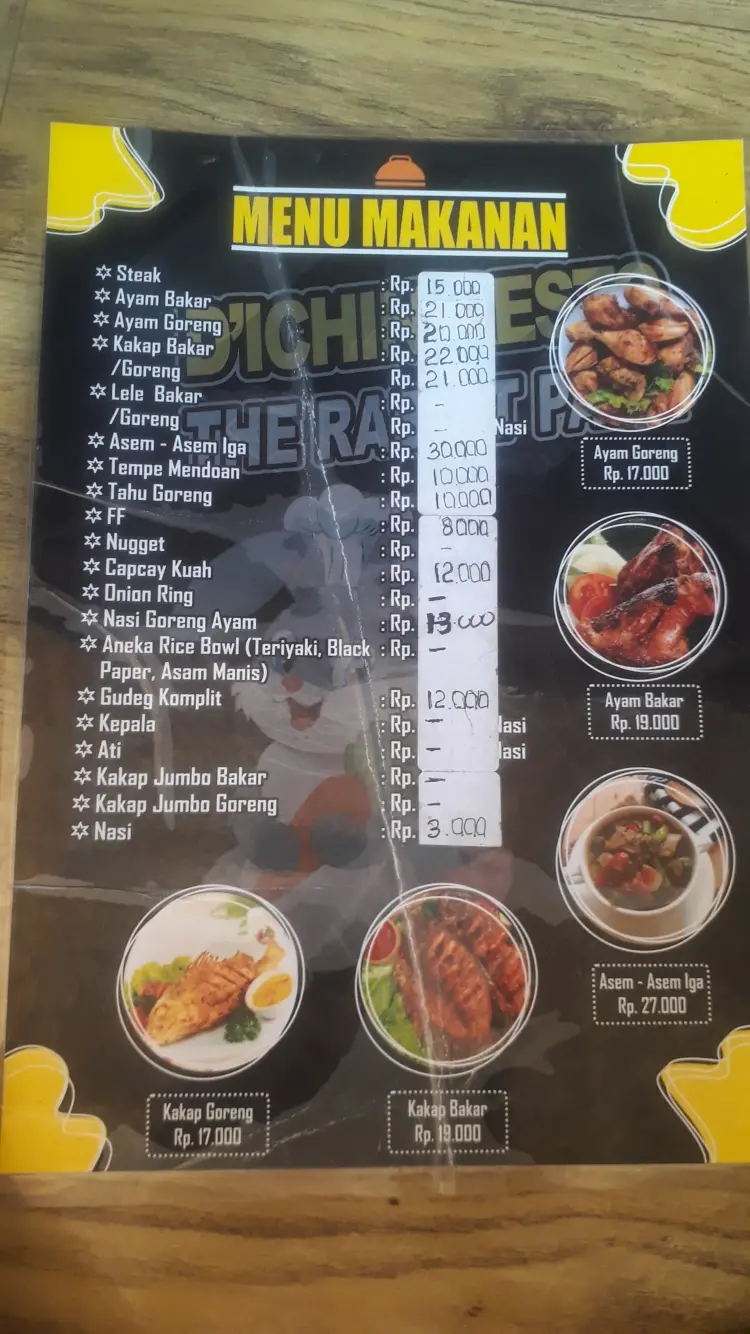 MENU MAKANAN
✡ Steak : Rp. 15.000
✡ Ayam Bakar : Rp. 21.000
✡ Ayam Goreng : Rp. 20.000
✡ Kakap Bakar : Rp. 22.000
/Goreng Rp. 21.000
✡ Lele Bakar : Rp. -
/Goreng Rp. - Nasi
✡ Asem - Asem Iga : Rp. 30.000
✡ Tempe Mendoan : Rp. 10.000
✡ Tahu Goreng : Rp. 10.000
✡ FF : Rp. 8.000
✡ Nugget : Rp. -
✡ Capcay Kuah : Rp. 12.000
✡ Onion Ring : Rp. -
✡ Nasi Goreng Ayam : Rp. 13.000
✡ Aneka Rice Bowl (Teriyaki, Black : Rp. -
Paper, Asam Manis)
✡ Gudeg Komplit : Rp. 12.000
✡ Kepala : Rp. - Nasi
✡ Ati : Rp. - Nasi
✡ Kakap Jumbo Bakar : Rp. -
✡ Kakap Jumbo Goreng : Rp. -
✡ Nasi : Rp. 3.000
Ayam Goreng
Rp. 17.000
Ayam Bakar
Rp. 19.000
Asem - Asem Iga
Rp. 27.000
Kakap Goreng
Rp. 17.000
Kakap Bakar
Rp. 19.000